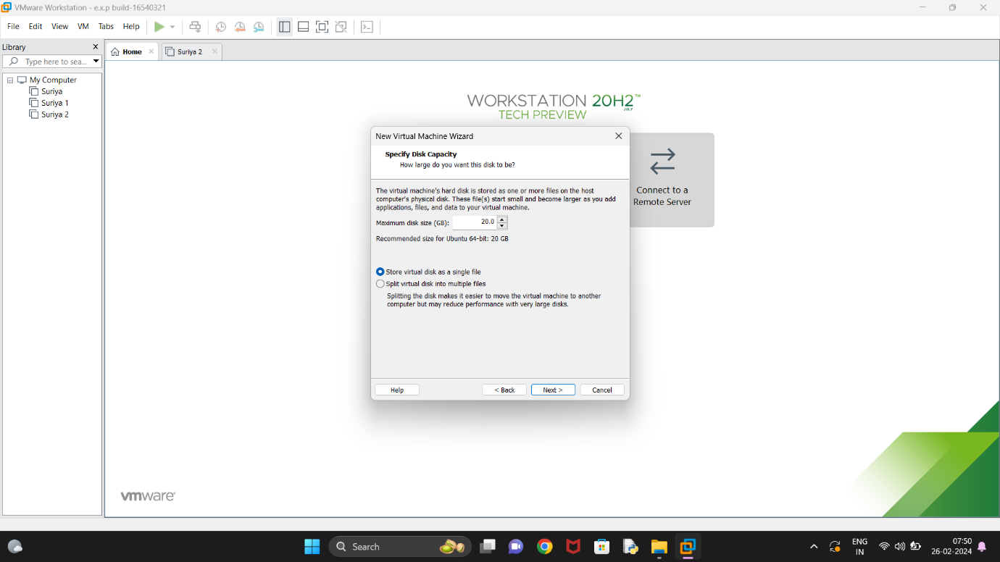 VMware Workstation - e.x.p build-16540321
File Edit View VM Tabs Help
Library
Type here to sea...
My Computer
Suriya
Suriya 1
Suriya 2
Home
Suriya 2
WORKSTATION 20H2™
JULY
TECH PREVIEW
Connect to a
Remote Server
New Virtual Machine Wizard
Specify Disk Capacity
How large do you want this disk to be?
The virtual machine's hard disk is stored as one or more files on the host
computer's physical disk. These file(s) start small and become larger as you add
applications, files, and data to your virtual machine.
Maximum disk size (GB): 20.0
Recommended size for Ubuntu 64-bit: 20 GB
Store virtual disk as a single file
Split virtual disk into multiple files
Splitting the disk makes it easier to move the virtual machine to another
computer but may reduce performance with very large disks.
Help < Back Next > Cancel
vmware®
Search
ENG
IN
07:50
26-02-2024